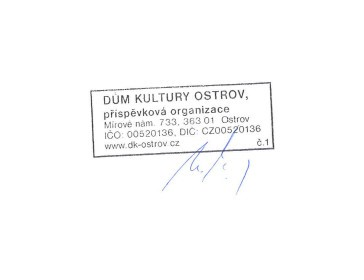 DŮM KULTURY OSTROV,
příspěvková organizace
Mírové nám. 733, 363 01 Ostrov
IČO: 00520136, DIČ: CZ00520136
www.dk-ostrov.cz č.1